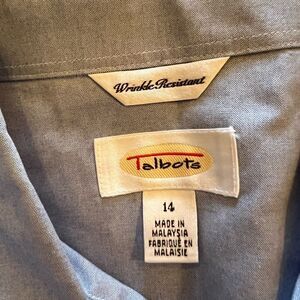 Wrinkle Resistant
Talbots
14
MADE IN
MALAYSIA
FABRIQUÉ EN
MALAISIE